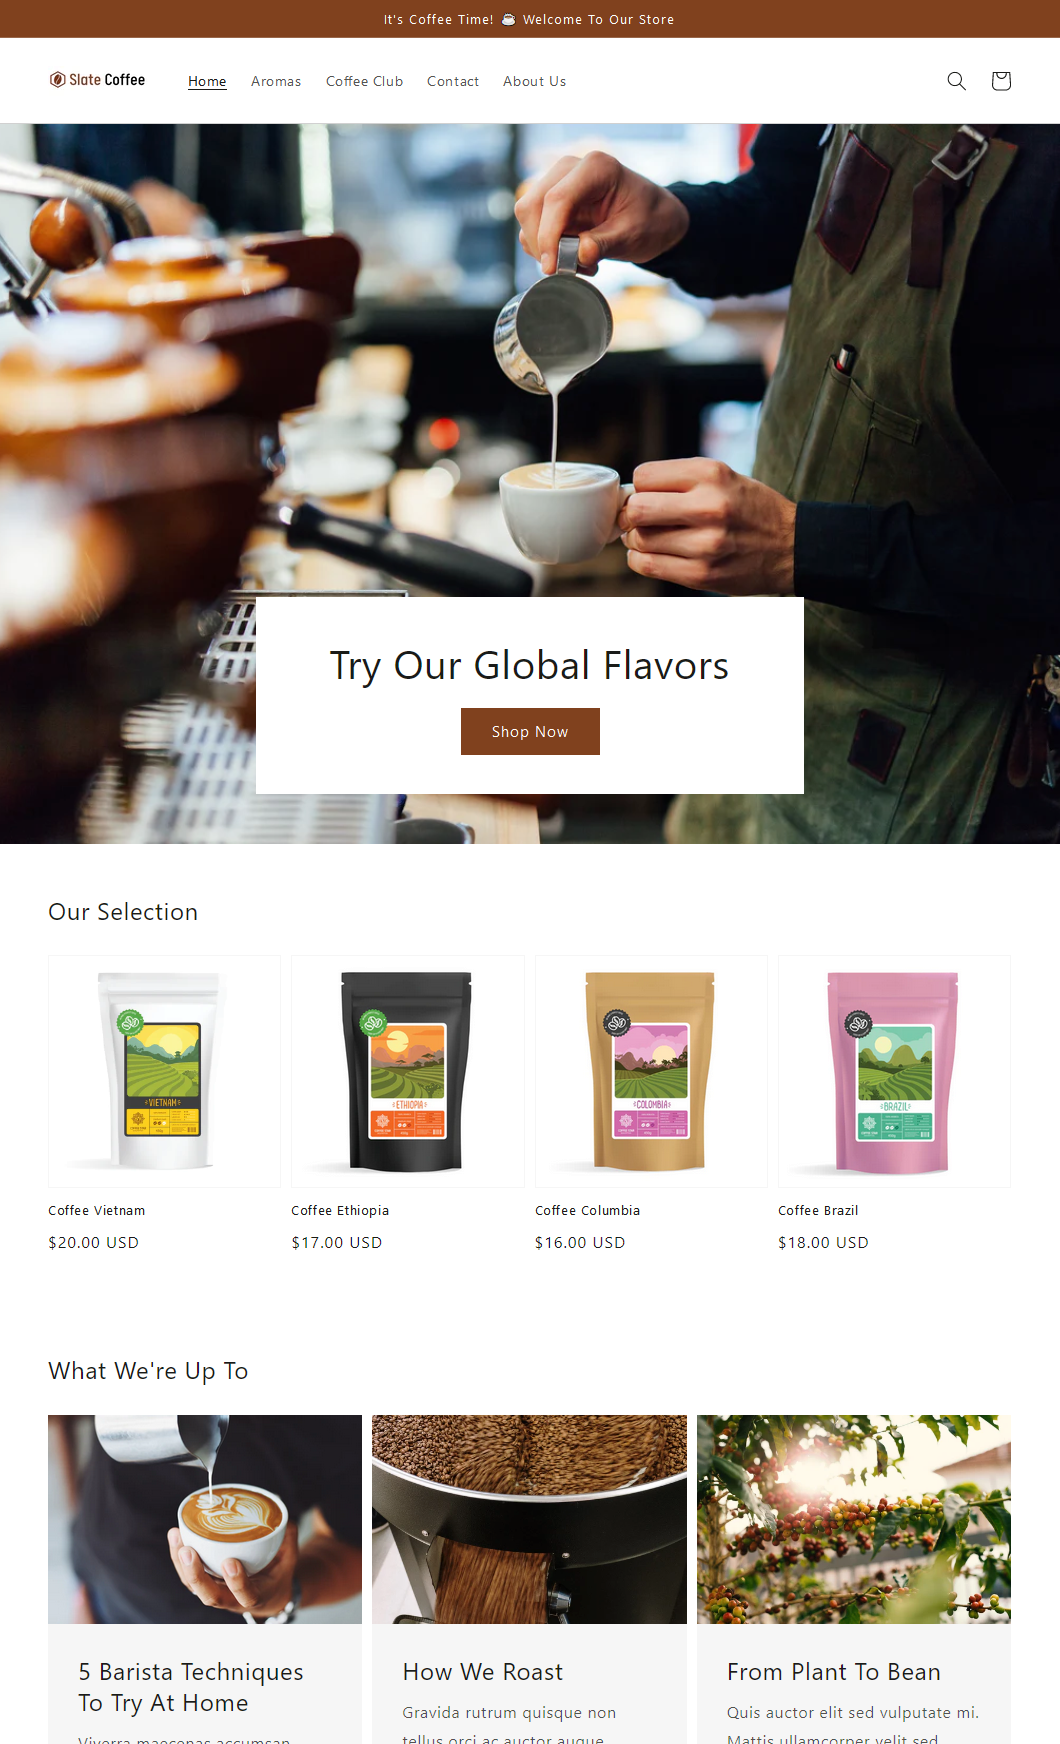 It's Coffee Time! ☕ Welcome To Our Store
Slate Coffee
Home Aromas Coffee Club Contact About Us
Try Our Global Flavors
Shop Now
Our Selection
VIETNAM
ETHIOPIA
COLOMBIA
BRAZIL
Coffee Vietnam
$20.00 USD
Coffee Ethiopia
$17.00 USD
Coffee Columbia
$16.00 USD
Coffee Brazil
$18.00 USD
What We're Up To
5 Barista Techniques
To Try At Home
Viverra maecenas accumsan
How We Roast
Gravida rutrum quisque non
tellus orci ac auctor augue
From Plant To Bean
Quis auctor elit sed vulputate mi.
Mattis ullamcorper velit sed